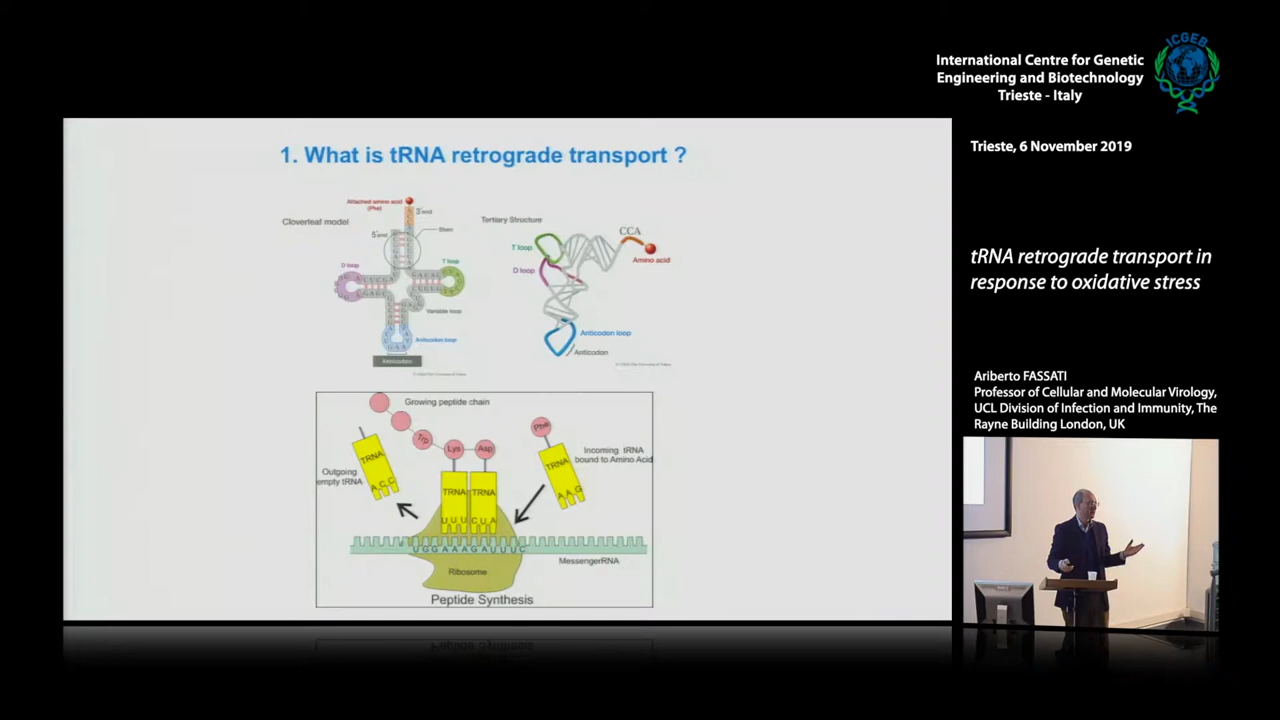 ICGEB
International Centre for Genetic
Engineering and Biotechnology
Trieste - Italy
Trieste, 6 November 2019
tRNA retrograde transport in
response to oxidative stress
Ariberto FASSATI
Professor of Cellular and Molecular Virology,
UCL Division of Infection and Immunity, The
Rayne Building London, UK
1. What is tRNA retrograde transport ?
Cloverleaf model
Attached amino acid
(Phe)
3'end
5'end
Stem
D loop
T loop
Variable loop
Anticodon loop
Anticodon
Tertiary Structure
CCA
Amino acid
T loop
D loop
Anticodon loop
Anticodon
Growing peptide chain
Trp
Lys
Asp
Phe
Incoming tRNA
bound to Amino Acid
Outgoing
empty tRNA
TRNA
A C C
TRNA
U U U
TRNA
C U A
TRNA
A A G
U G G A A A G A U U U C
MessengerRNA
Ribosome
Peptide Synthesis